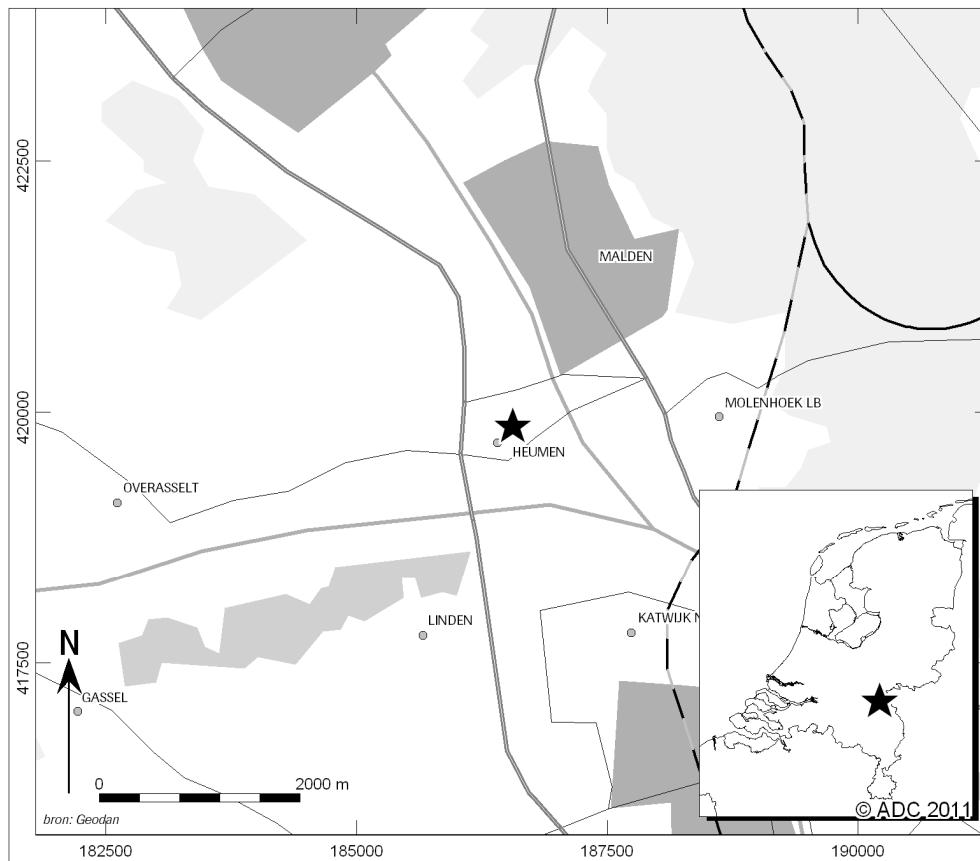 422500
MALDEN
420000
MOLENHOEK LB
HEUMEN
OVERASSELT
LINDEN
KATWIJK N
417500
N
GASSEL
0 2000 m
bron: Geodan
© ADC 2011
182500 185000 187500 190000